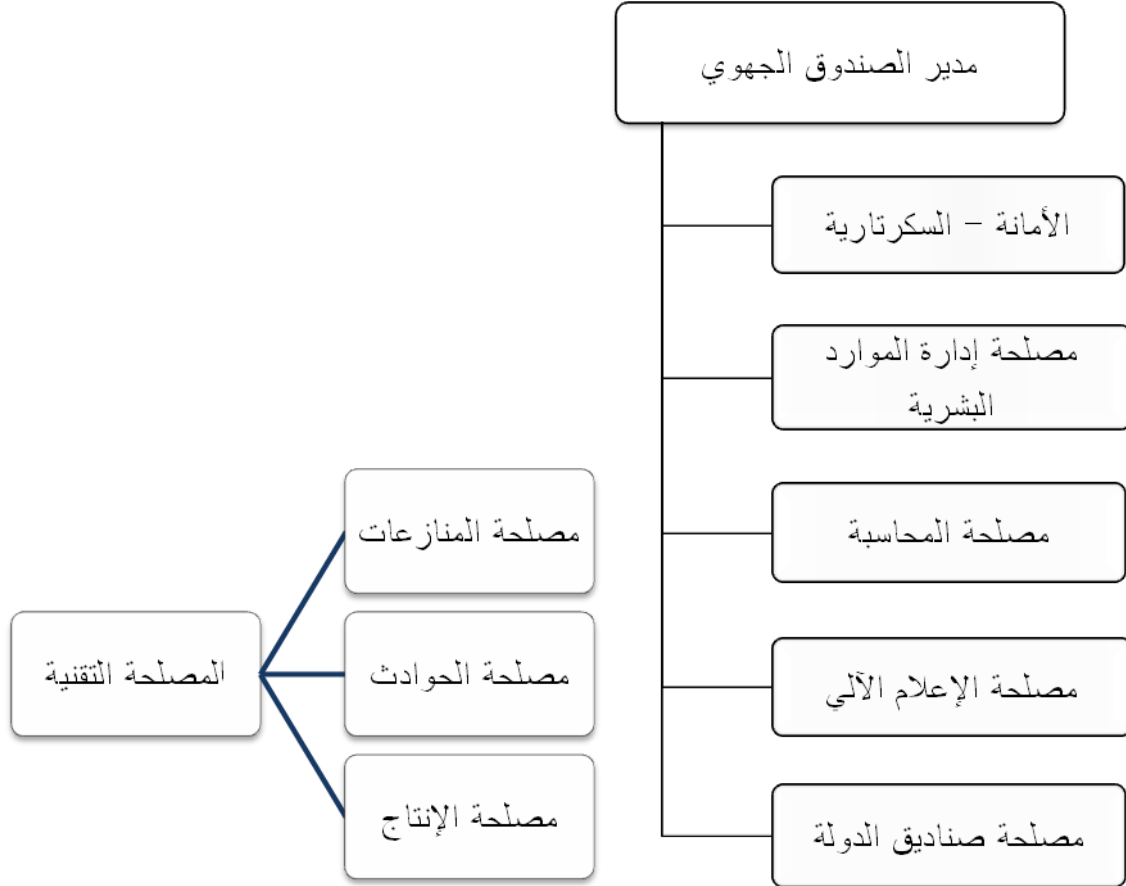 مدير الصندوق الجهوي
الأمانة – السكرتارية
مصلحة إدارة الموارد
البشرية
مصلحة المحاسبة
مصلحة الإعلام الآلي
مصلحة صناديق الدولة
مصلحة المنازعات
مصلحة الحوادث
مصلحة الإنتاج
المصلحة التقنية